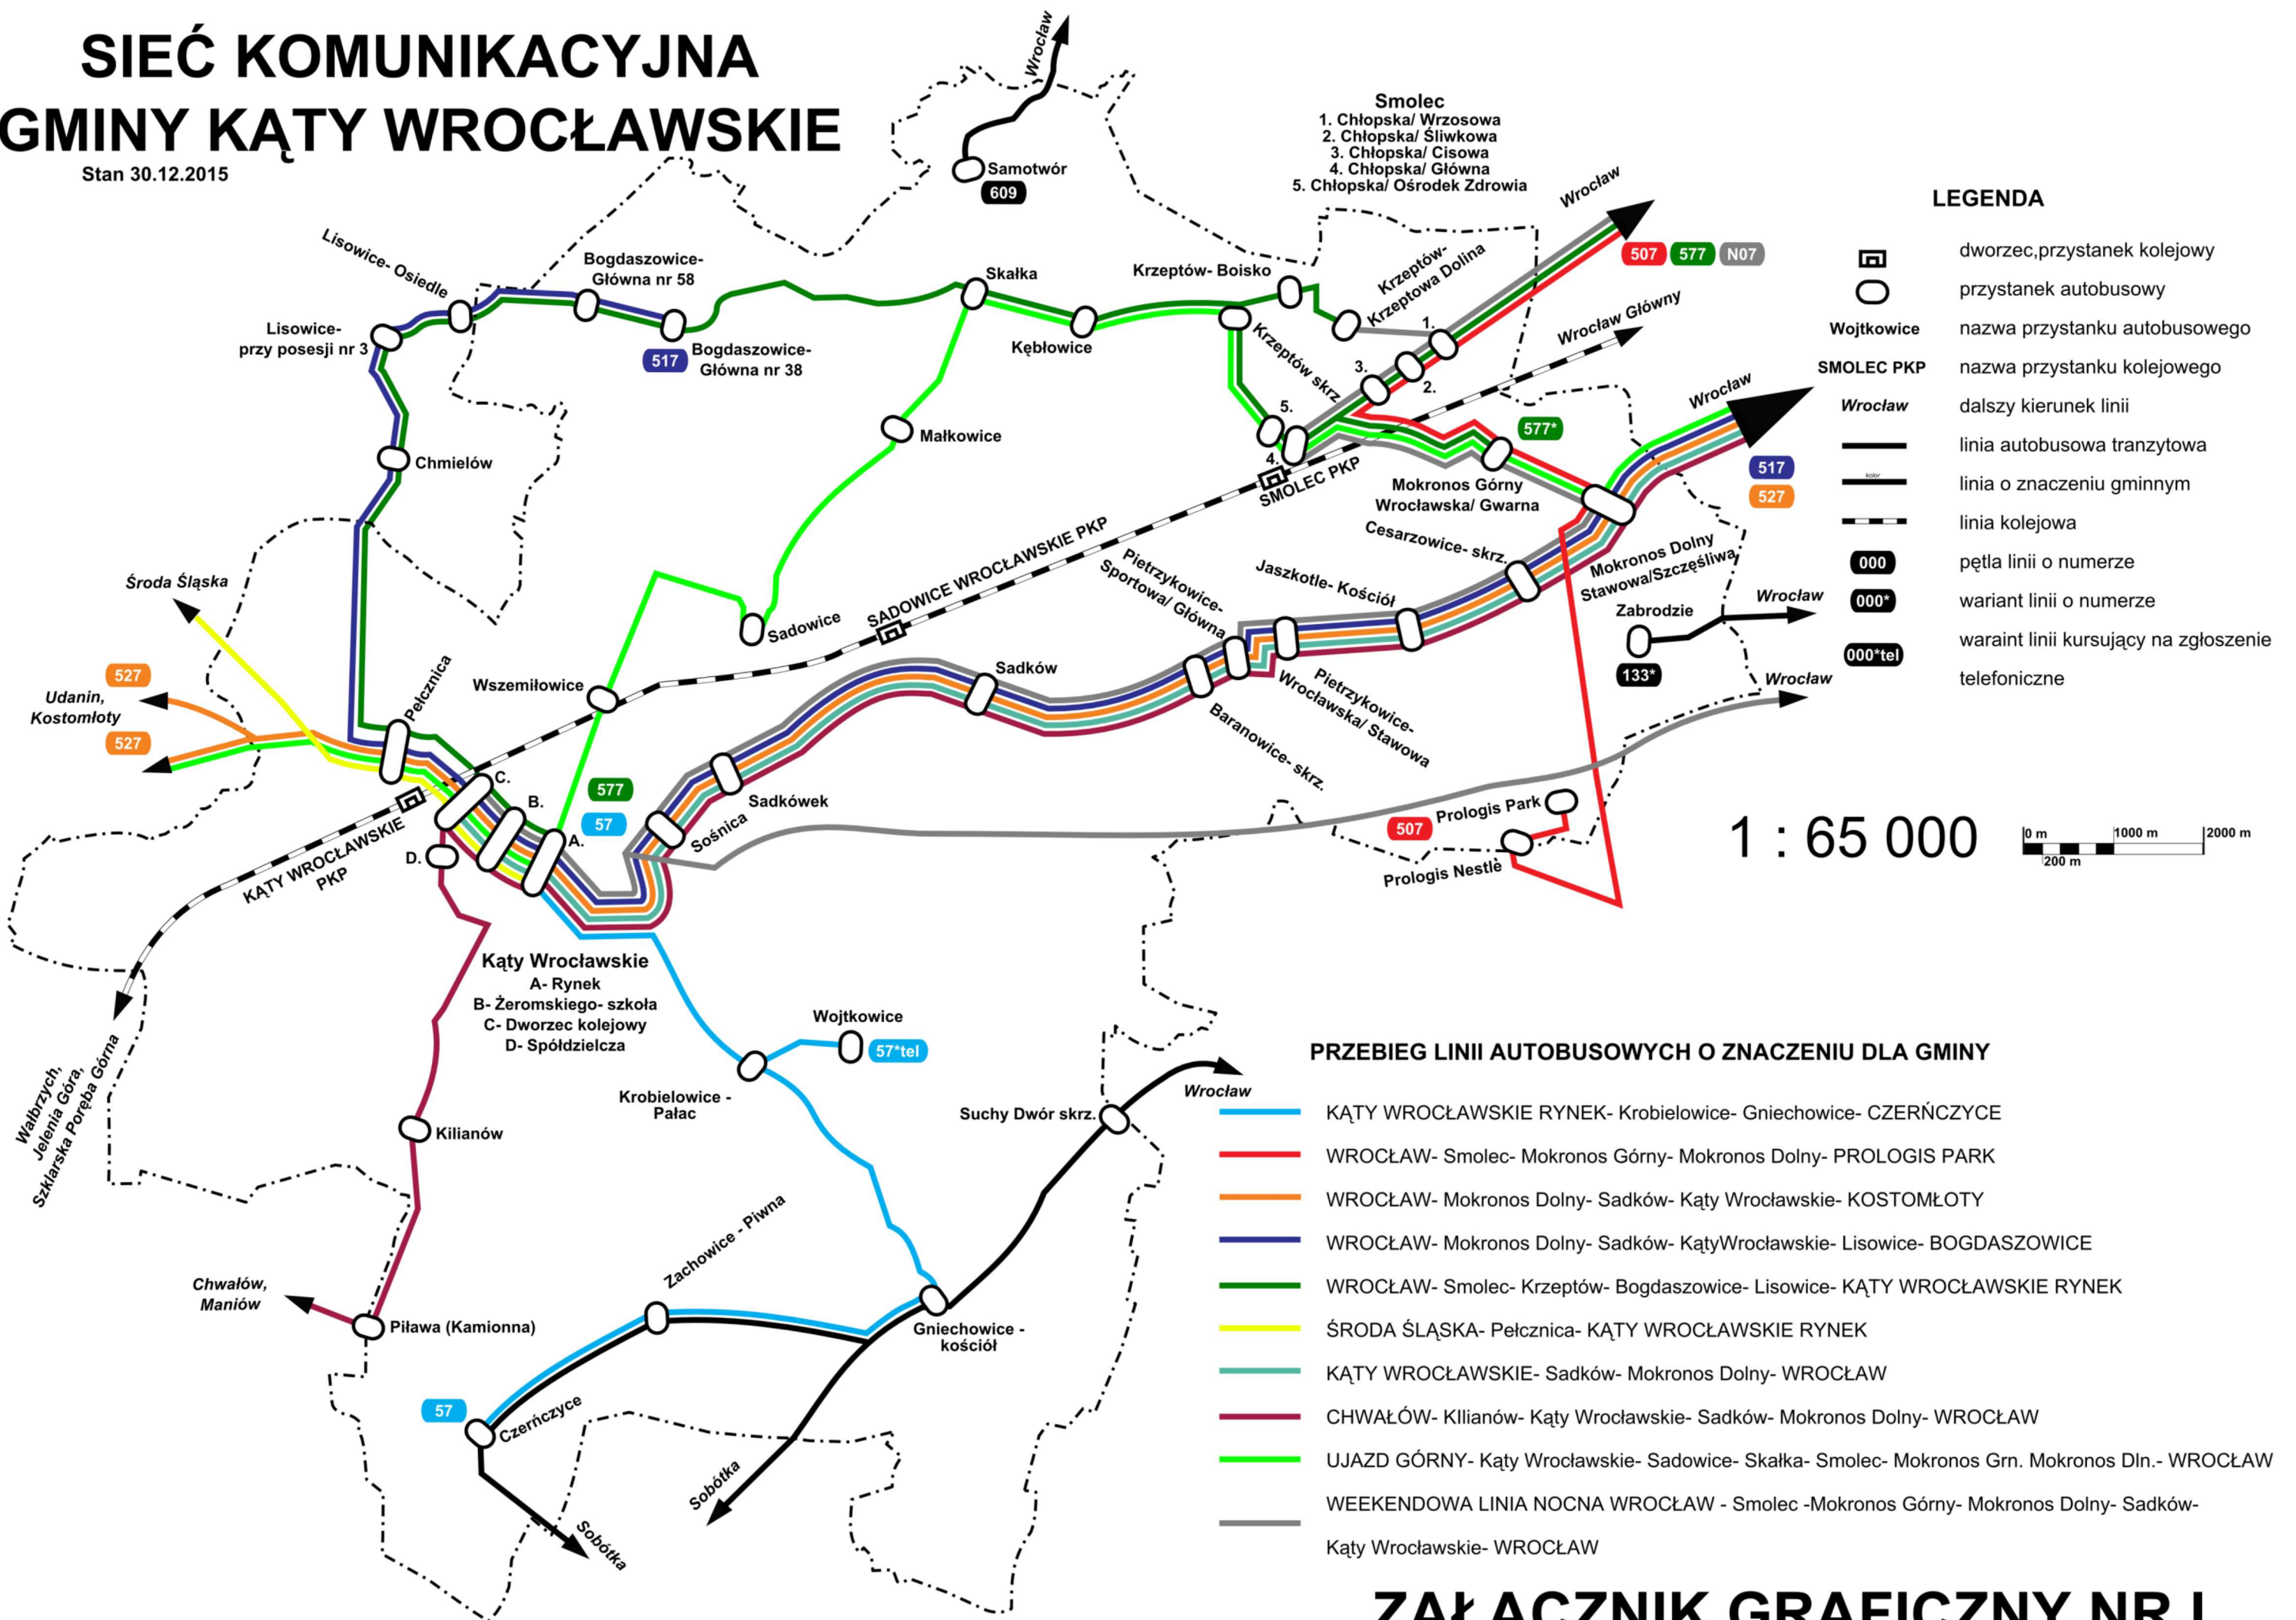 SIEĆ KOMUNIKACYJNA
GMINY KĄTY WROCŁAWSKIE
Stan 30.12.2015
Wrocław
Samotwór
609
Smolec
1. Chłopska/ Wrzosowa
2. Chłopska/ Śliwkowa
3. Chłopska/ Cisowa
4. Chłopska/ Główna
5. Chłopska/ Ośrodek Zdrowia
Wrocław
507 577 N07
Lisowice- Osiedle
Bogdaszowice-
Główna nr 58
Lisowice-
przy posesji nr 3
517
Bogdaszowice-
Główna nr 38
Skałka
Kębłowice
Krzeptów- Boisko
Krzeptów-
Krzeptowa Dolina
Krzeptów skrz
1.
2.
3.
5.
4.
Wrocław Główny
SMOLEC PKP
577*
Mokronos Górny
Wrocławska/ Gwarna
Wrocław
517
527
Chmielów
Małkowice
Środa Śląska
527
Udanin,
Kostomłoty
527
Pełcznica
Wszemiłowice
Sadowice
SADOWICE WROCŁAWSKIE PKP
Pietrzykowice-
Sportowa/ Główna
Jaszkotle- Kościół
Cesarzowice- skrz.
Mokronos Dolny
Stawowa/Szczęśliwa
Zabrodzie
133*
Wrocław
Wrocław
Sadków
Pietrzykowice-
Wrocławska/ Stawowa
Baranowice- skrz.
Sadkówek
Sośnica
577
57
C.
B.
A.
D.
KĄTY WROCŁAWSKIE
PKP
507
Prologis Park
Prologis Nestlè
1 : 65 000
0 m 1000 m 2000 m
200 m
Kąty Wrocławskie
A- Rynek
B- Żeromskiego- szkoła
C- Dworzec kolejowy
D- Spółdzielcza
Wałbrzych,
Jelenia Góra,
Szklarska Poręba Górna
Wojtkowice
57*tel
Krobielowice -
Pałac
Kilianów
Suchy Dwór skrz.
Wrocław
Chwałów,
Maniów
Piława (Kamionna)
Zachowice - Piwna
Gniechowice -
kościół
57
Czerńczyce
Sobótka
Sobótka
LEGENDA
dworzec,przystanek kolejowy
przystanek autobusowy
Wojtkowice nazwa przystanku autobusowego
SMOLEC PKP nazwa przystanku kolejowego
Wrocław dalszy kierunek linii
linia autobusowa tranzytowa
kolor
linia o znaczeniu gminnym
linia kolejowa
000 pętla linii o numerze
000* wariant linii o numerze
000*tel waraint linii kursujący na zgłoszenie
telefoniczne
PRZEBIEG LINII AUTOBUSOWYCH O ZNACZENIU DLA GMINY
KĄTY WROCŁAWSKIE RYNEK- Krobielowice- Gniechowice- CZERŃCZYCE
WROCŁAW- Smolec- Mokronos Górny- Mokronos Dolny- PROLOGIS PARK
WROCŁAW- Mokronos Dolny- Sadków- Kąty Wrocławskie- KOSTOMŁOTY
WROCŁAW- Mokronos Dolny- Sadków- KątyWrocławskie- Lisowice- BOGDASZOWICE
WROCŁAW- Smolec- Krzeptów- Bogdaszowice- Lisowice- KĄTY WROCŁAWSKIE RYNEK
ŚRODA ŚLĄSKA- Pełcznica- KĄTY WROCŁAWSKIE RYNEK
KĄTY WROCŁAWSKIE- Sadków- Mokronos Dolny- WROCŁAW
CHWAŁÓW- KIlianów- Kąty Wrocławskie- Sadków- Mokronos Dolny- WROCŁAW
UJAZD GÓRNY- Kąty Wrocławskie- Sadowice- Skałka- Smolec- Mokronos Grn. Mokronos Dln.- WROCŁAW
WEEKENDOWA LINIA NOCNA WROCŁAW - Smolec -Mokronos Górny- Mokronos Dolny- Sadków-
Kąty Wrocławskie- WROCŁAW
ZAŁĄCZNIK GRAFICZNY NR I